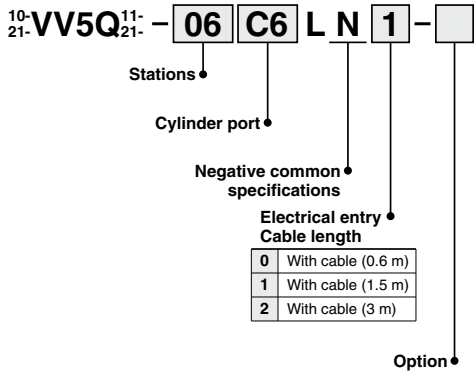 10-
21-VV5Q11-
21- – 06 C6 L N 1 –
Stations
Cylinder port
Negative common
specifications
Electrical entry
Cable length
0 With cable (0.6 m)
1 With cable (1.5 m)
2 With cable (3 m)
Option